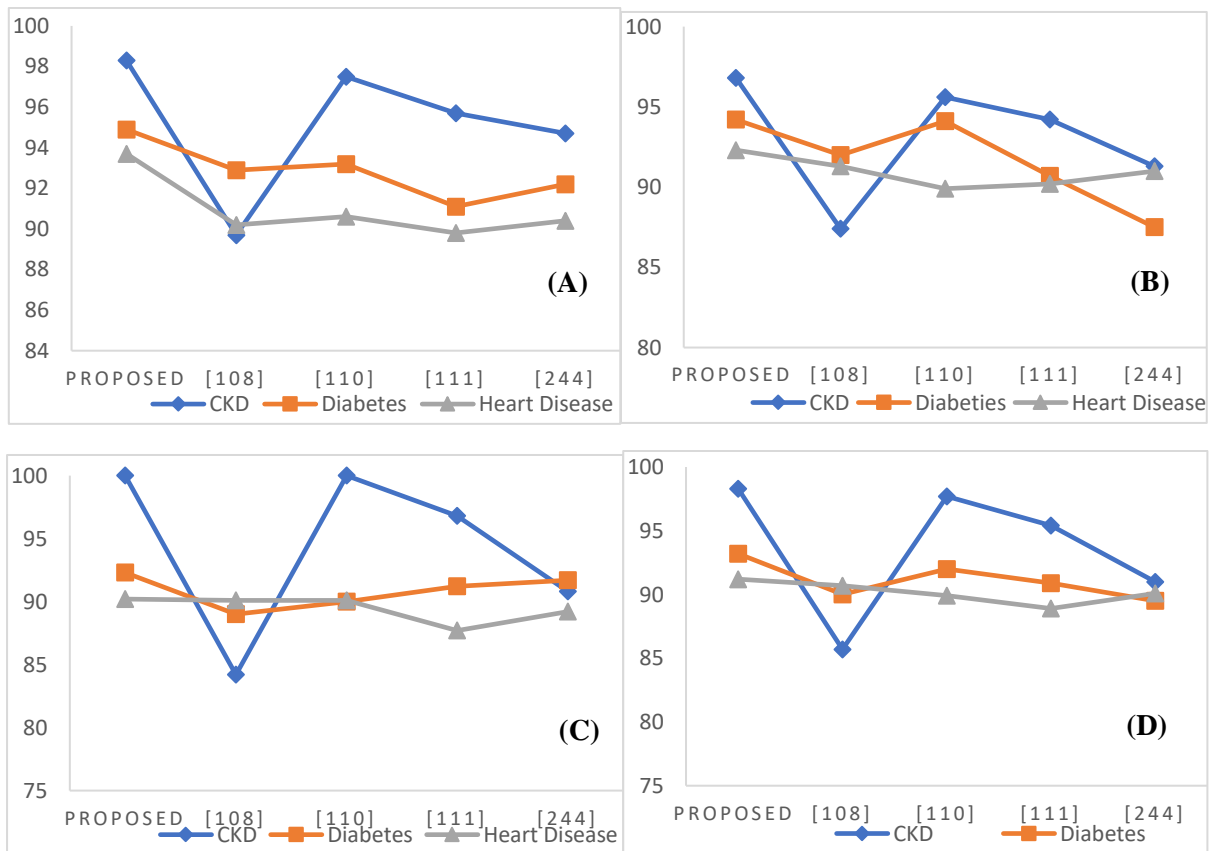 100
98
96
94
92
90
88
86
84
(A)
PROPOSED [108] [110] [111] [244]
CKD Diabetes Heart Disease
100
95
90
85
80
(B)
PROPOSED [108] [110] [111] [244]
CKD Diabeties Heart Disease
100
95
90
85
80
75
(C)
PROPOSED [108] [110] [111] [244]
CKD Diabetes Heart Disease
100
95
90
85
80
75
(D)
PROPOSED [108] [110] [111] [244]
CKD Diabetes